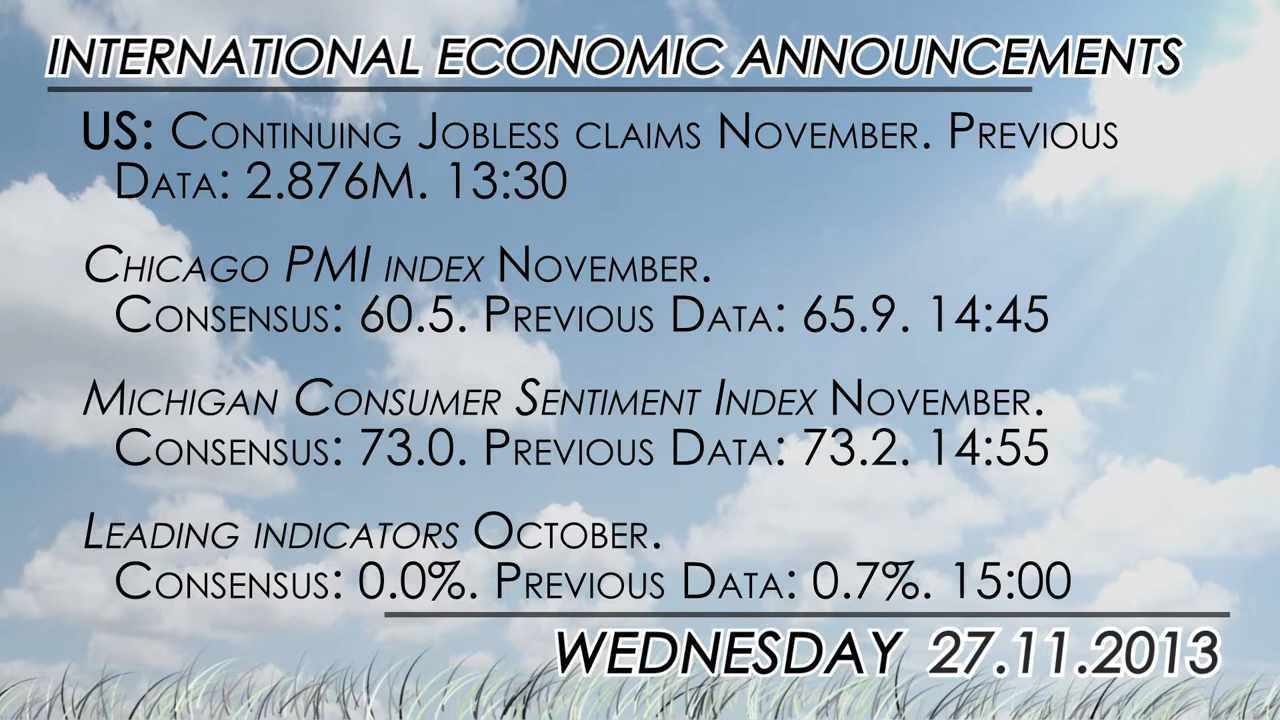 INTERNATIONAL ECONOMIC ANNOUNCEMENTS
US: Continuing Jobless claims November. Previous
Data: 2.876M. 13:30
Chicago PMI index November.
Consensus: 60.5. Previous Data: 65.9. 14:45
Michigan Consumer Sentiment Index November.
Consensus: 73.0. Previous Data: 73.2. 14:55
Leading indicators October.
Consensus: 0.0%. Previous Data: 0.7%. 15:00
WEDNESDAY 27.11.2013